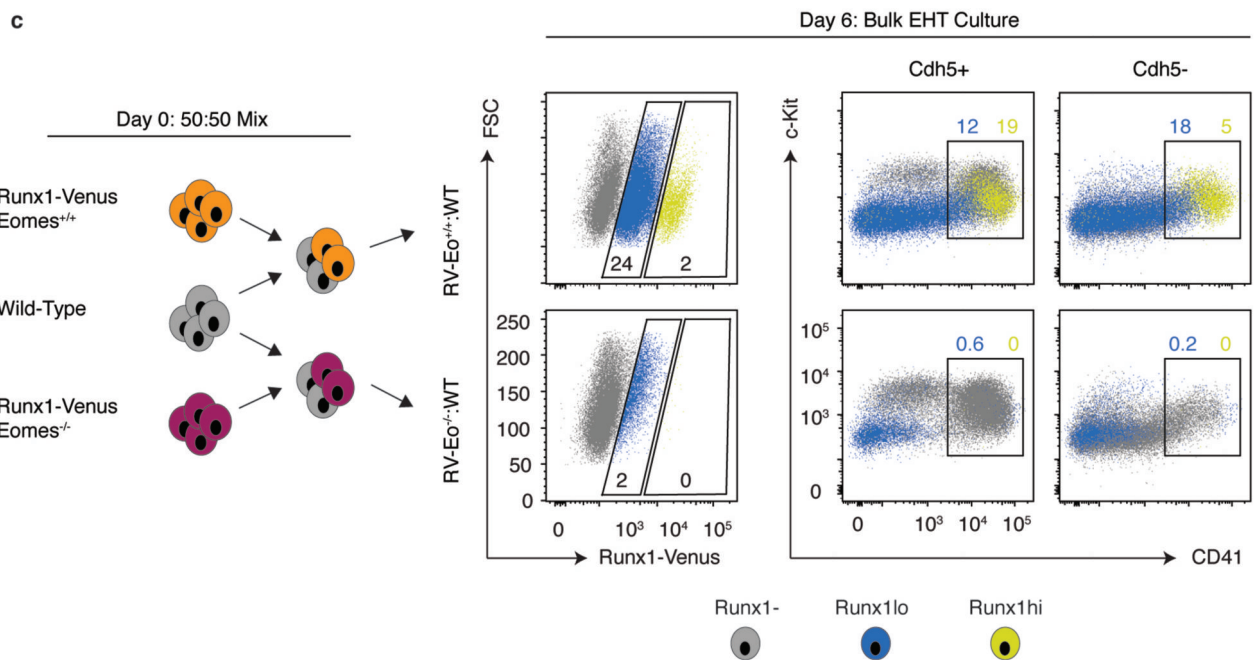 c
Day 6: Bulk EHT Culture
Cdh5+
Cdh5-
Day 0: 50:50 Mix
Runx1-Venus
Eomes+/+
Wild-Type
Runx1-Venus
Eomes-/-
FSC
RV-Eo+/+:WT
24
2
c-Kit
12 19
18 5
RV-Eo-/-:WT
250
200
150
100
50
0
2
0
0 10³ 10⁴ 10⁵
Runx1-Venus
10⁵
10⁴
10³
0
0.6 0
0.2 0
0 10³ 10⁴ 10⁵
CD41
Runx1-
Runx1lo
Runx1hi